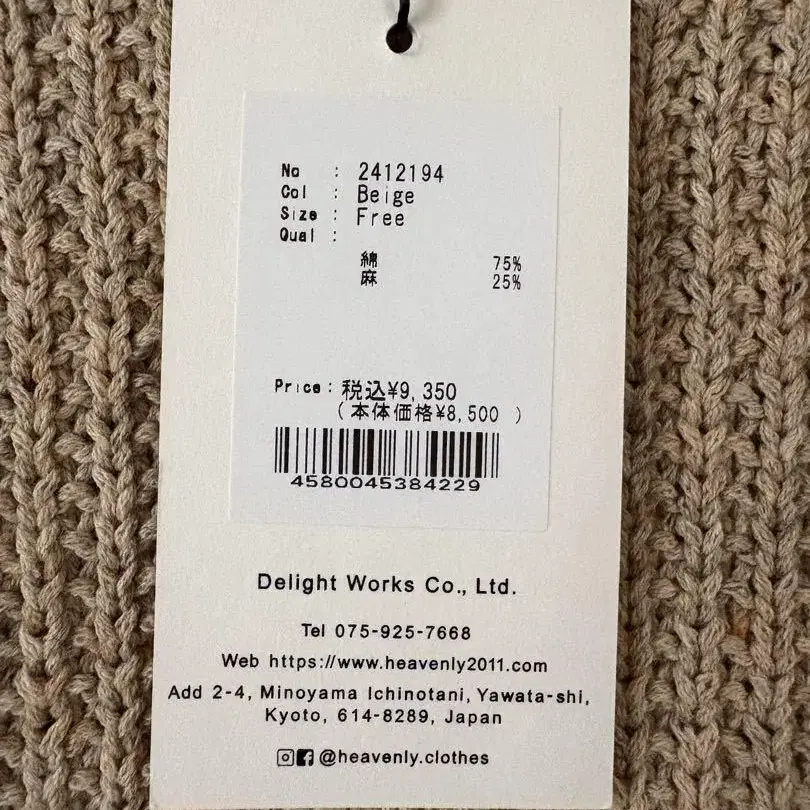 No : 2412194
Col : Beige
Size : Free
Qual :
綿 75%
麻 25%
Price: 税込¥9,350
(本体価格¥8,500 )
4580045384229
Delight Works Co., Ltd.
Tel 075-925-7668
Web https://www.heavenly2011.com
Add 2-4, Minoyama Ichinotani, Yawata-shi,
Kyoto, 614-8289, Japan
@heavenly.clothes